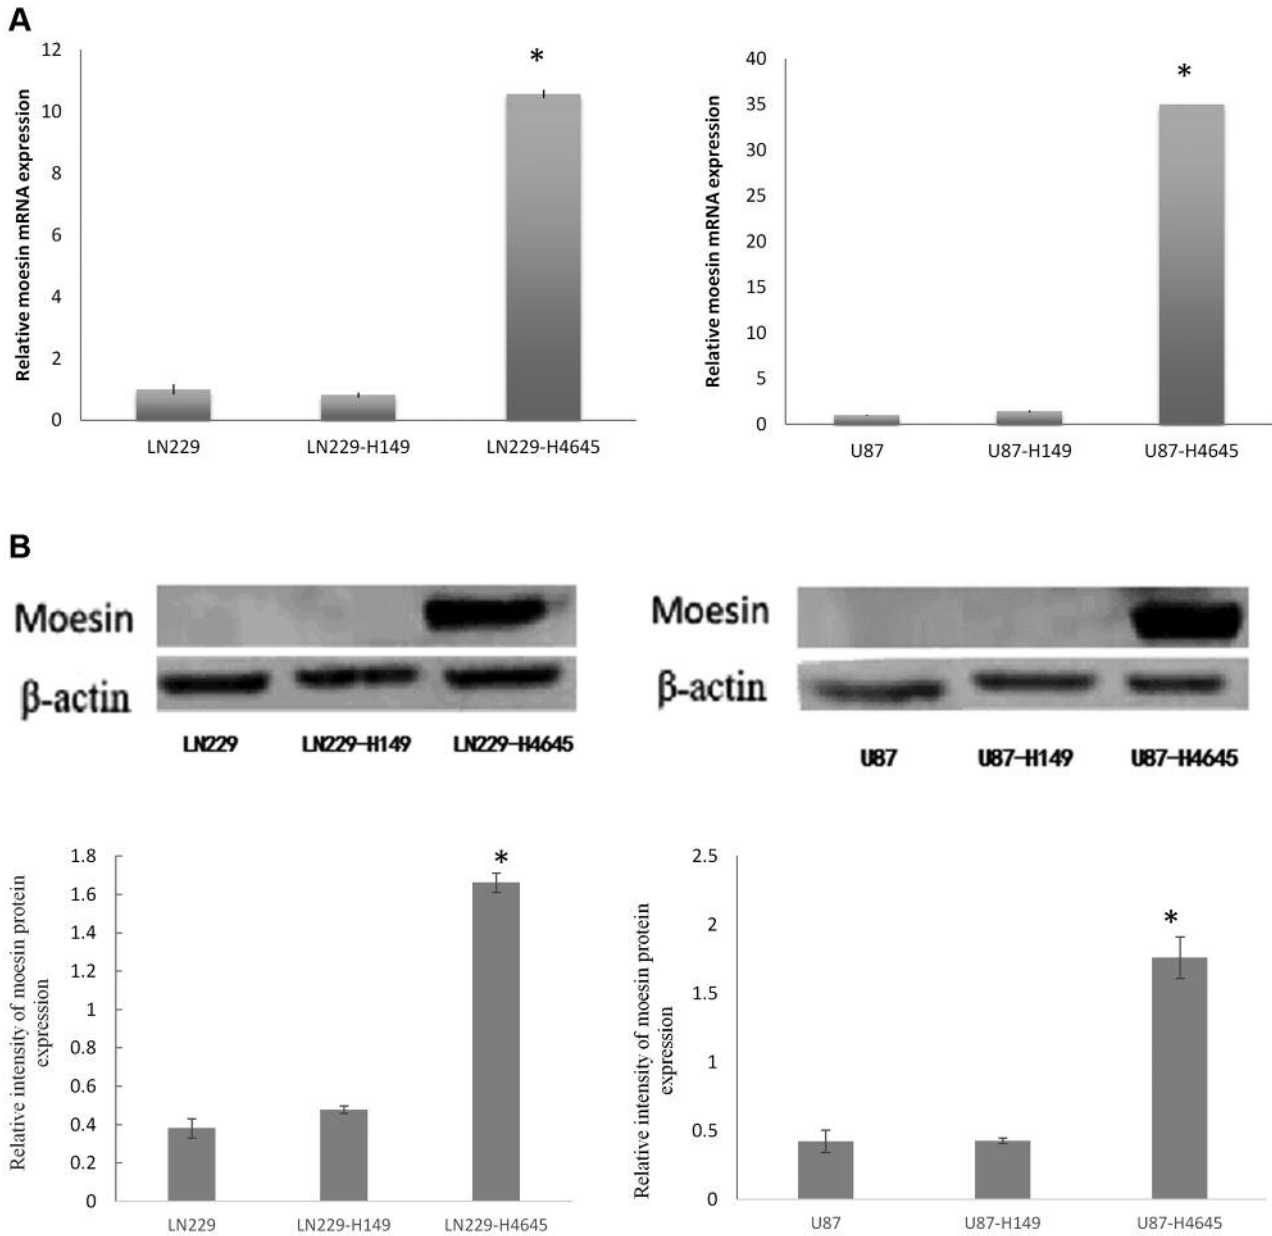 A
12
10
8
6
4
2
0
Relative moesin mRNA expression
*
LN229 LN229-H149 LN229-H4645
40
35
30
25
20
15
10
5
0
Relative moesin mRNA expression
*
U87 U87-H149 U87-H4645
B
Moesin
β-actin
LN229 LN229-H149 LN229-H4645
Moesin
β-actin
U87 U87-H149 U87-H4645
1.8
1.6
1.4
1.2
1
0.8
0.6
0.4
0.2
0
Relative intensity of moesin protein
expression
*
LN229 LN229-H149 LN229-H4645
2.5
2
1.5
1
0.5
0
Relative intensity of moesin protein
expression
*
U87 U87-H149 U87-H4645